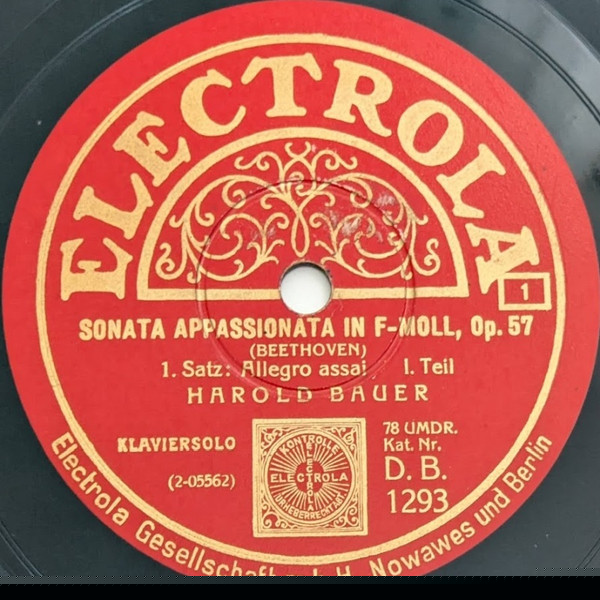 ELECTROLA
1
SONATA APPASSIONATA IN F-MOLL, Op. 57
(BEETHOVEN)
1. Satz: Allegro assai, I. Teil
HAROLD BAUER
KLAVIERSOLO
(2-05562)
KONTROLLE
ELECTROLA
ELECTROLA
78 UMDR.
Kat. Nr.
D. B.
1293
Electrola Gesellschaft H. Nowawes und Berlin